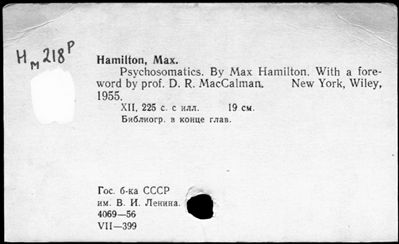 Н м 218 Р
Hamilton, Max.
Psychosomatics. By Max Hamilton. With a fore-
word by prof. D. R. MacCalman. New York, Wiley,
1955.
XII, 225 с. с илл. 19 см.
Библиогр. в конце глав.
Гос. б-ка СССР
им. В. И. Ленина.
4069—56
VII—399